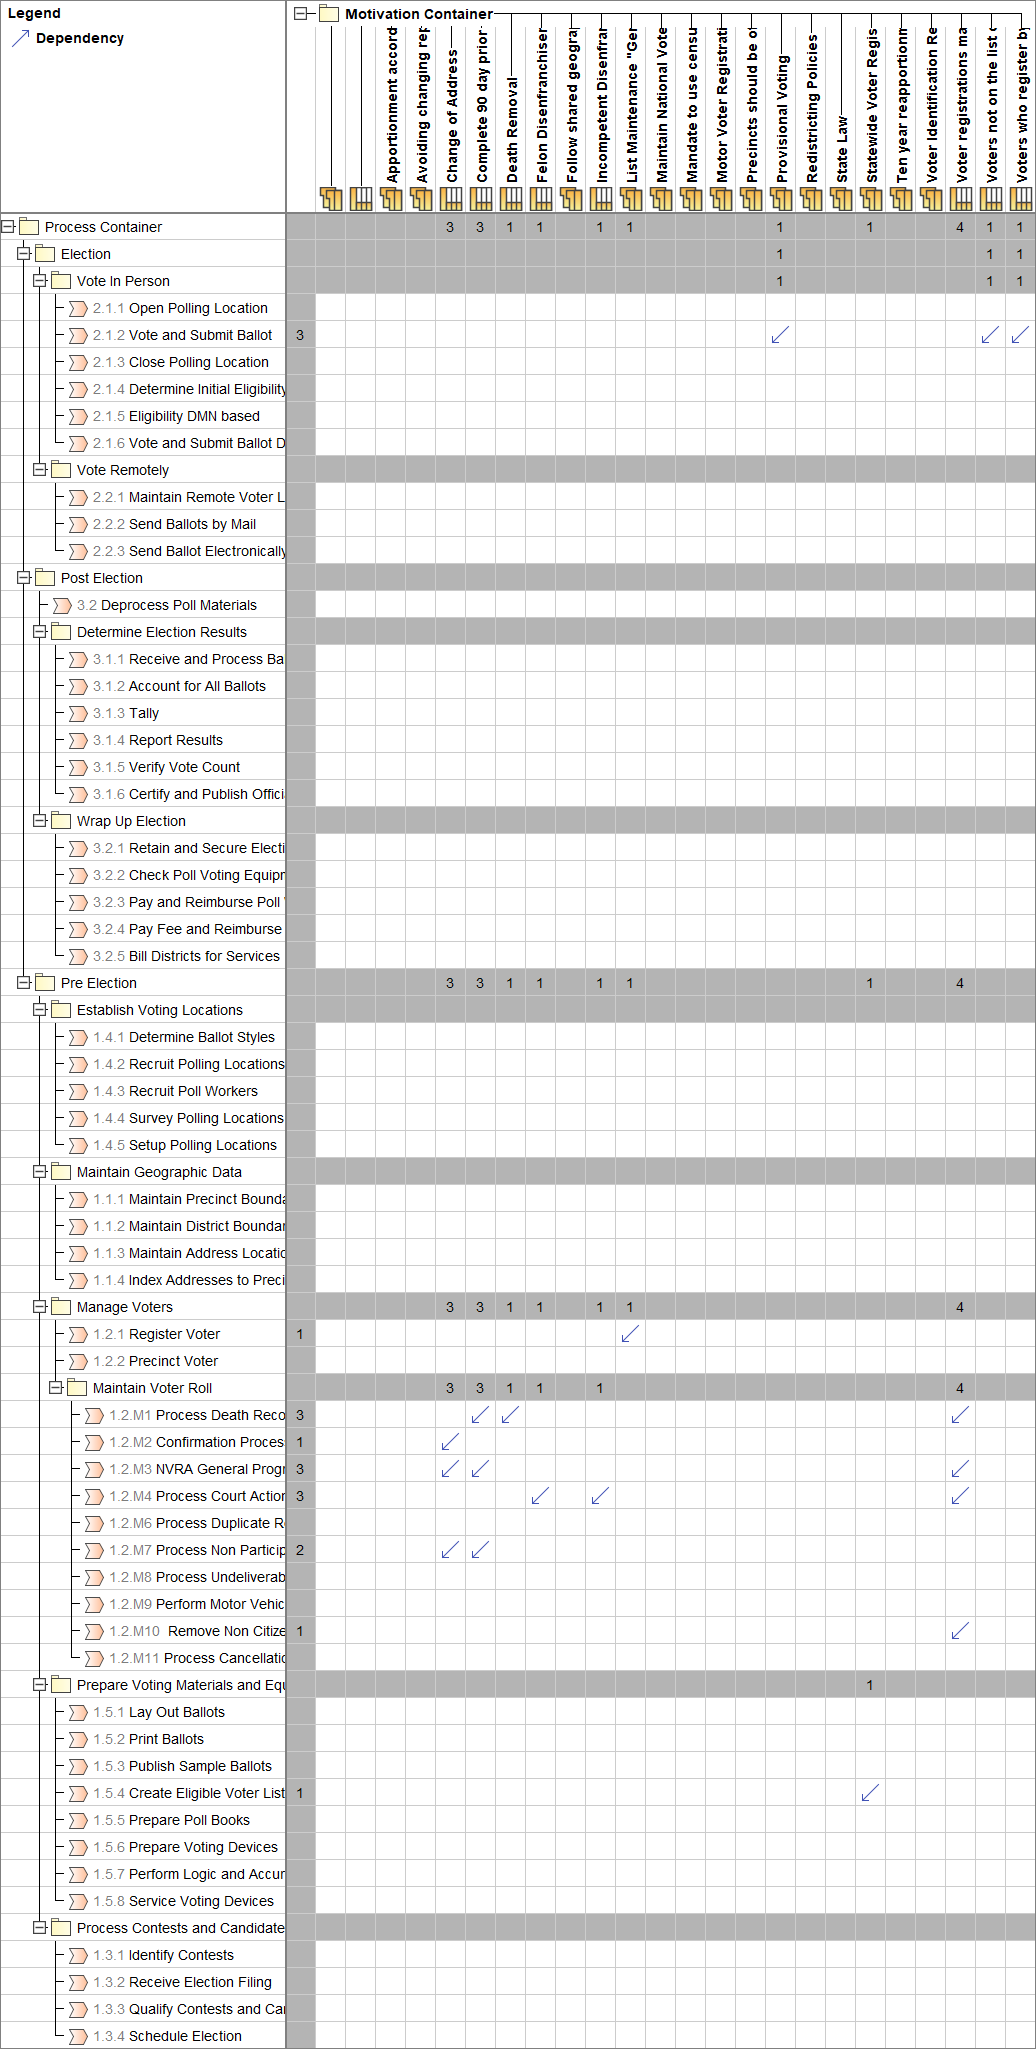 Legend
Dependency
Motivation Container
Apportionment accord
Avoiding changing rep
Change of Address
Complete 90 day prior
Death Removal
Felon Disenfranchiser
Follow shared geogra
Incompetent Disenfran
List Maintenance "Ger
Maintain National Vote
Mandate to use censu
Motor Voter Registrati
Precincts should be of
Provisional Voting
Redistricting Policies
State Law
Statewide Voter Regis
Ten year reapportionm
Voter Identification Re
Voter registrations ma
Voters not on the list
Voters who register by
Process Container 3 3 1 1 1 1 1 1 4 1 1
Election 1 1 1
Vote In Person 1 1 1
2.1.1 Open Polling Location
2.1.2 Vote and Submit Ballot 3
2.1.3 Close Polling Location
2.1.4 Determine Initial Eligibility
2.1.5 Eligibility DMN based
2.1.6 Vote and Submit Ballot D
Vote Remotely
2.2.1 Maintain Remote Voter L
2.2.2 Send Ballots by Mail
2.2.3 Send Ballot Electronically
Post Election
3.2 Deprocess Poll Materials
Determine Election Results
3.1.1 Receive and Process Ba
3.1.2 Account for All Ballots
3.1.3 Tally
3.1.4 Report Results
3.1.5 Verify Vote Count
3.1.6 Certify and Publish Offici
Wrap Up Election
3.2.1 Retain and Secure Electi
3.2.2 Check Poll Voting Equipr
3.2.3 Pay and Reimburse Poll
3.2.4 Pay Fee and Reimburse
3.2.5 Bill Districts for Services
Pre Election 3 3 1 1 1 1 1 4
Establish Voting Locations
1.4.1 Determine Ballot Styles
1.4.2 Recruit Polling Locations
1.4.3 Recruit Poll Workers
1.4.4 Survey Polling Locations
1.4.5 Setup Polling Locations
Maintain Geographic Data
1.1.1 Maintain Precinct Bounda
1.1.2 Maintain District Boundar
1.1.3 Maintain Address Locatio
1.1.4 Index Addresses to Preci
Manage Voters 3 3 1 1 1 1 4
1.2.1 Register Voter 1
1.2.2 Precinct Voter
Maintain Voter Roll 3 3 1 1 1 4
1.2.M1 Process Death Reco 3
1.2.M2 Confirmation Proces 1
1.2.M3 NVRA General Progr 3
1.2.M4 Process Court Action 3
1.2.M6 Process Duplicate R
1.2.M7 Process Non Particip 2
1.2.M8 Process Undeliverab
1.2.M9 Perform Motor Vehic
1.2.M10 Remove Non Citize 1
1.2.M11 Process Cancellatio
Prepare Voting Materials and Equ 1
1.5.1 Lay Out Ballots
1.5.2 Print Ballots
1.5.3 Publish Sample Ballots
1.5.4 Create Eligible Voter List 1
1.5.5 Prepare Poll Books
1.5.6 Prepare Voting Devices
1.5.7 Perform Logic and Accur
1.5.8 Service Voting Devices
Process Contests and Candidate
1.3.1 Identify Contests
1.3.2 Receive Election Filing
1.3.3 Qualify Contests and Can
1.3.4 Schedule Election